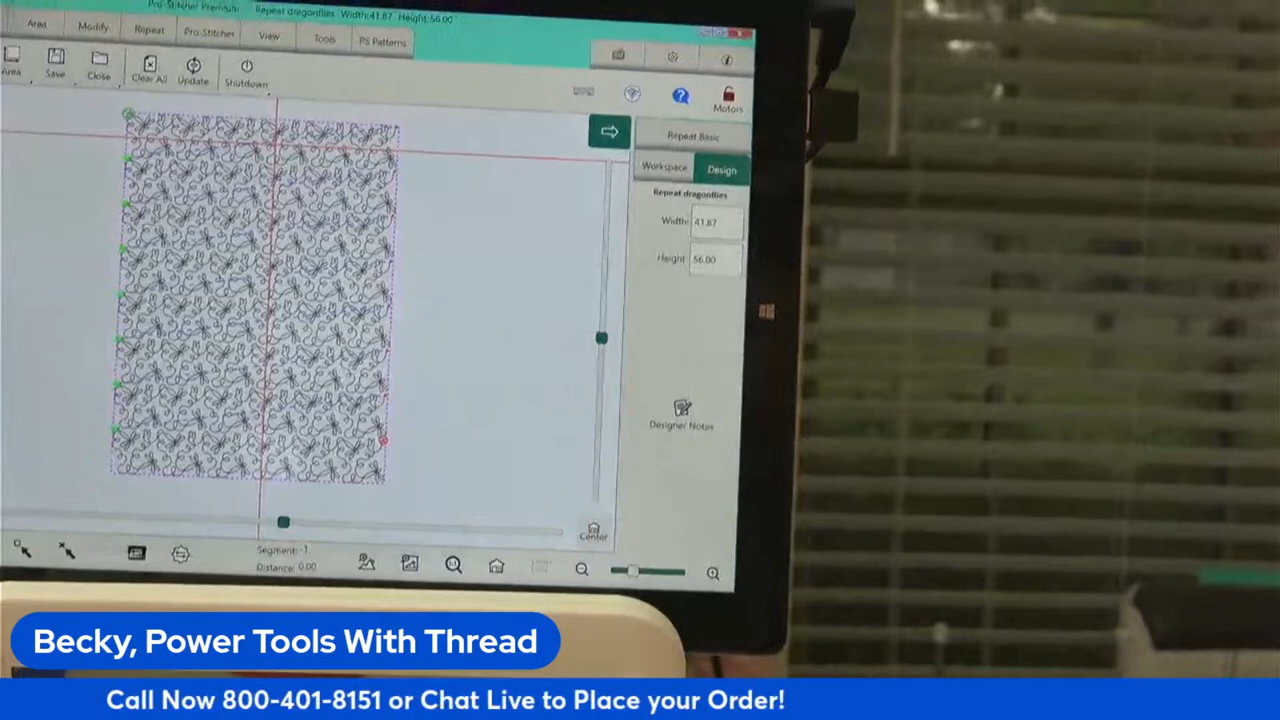 Pro-Stitcher Premium: Repeat dragonflies Width:41.87 Height:56.00
Area Modify Repeat Pro-Stitcher View Tools PS Patterns
Area Save Close Clear All Update Shutdown
Motors
Repeat Basic
Workspace Design
Repeat dragonflies
Width: 41.87
Height: 56.00
Designer Notes
Center
Segment: 1
Distance: 0.00
1:1
Becky, Power Tools With Thread
Call Now 800-401-8151 or Chat Live to Place your Order!